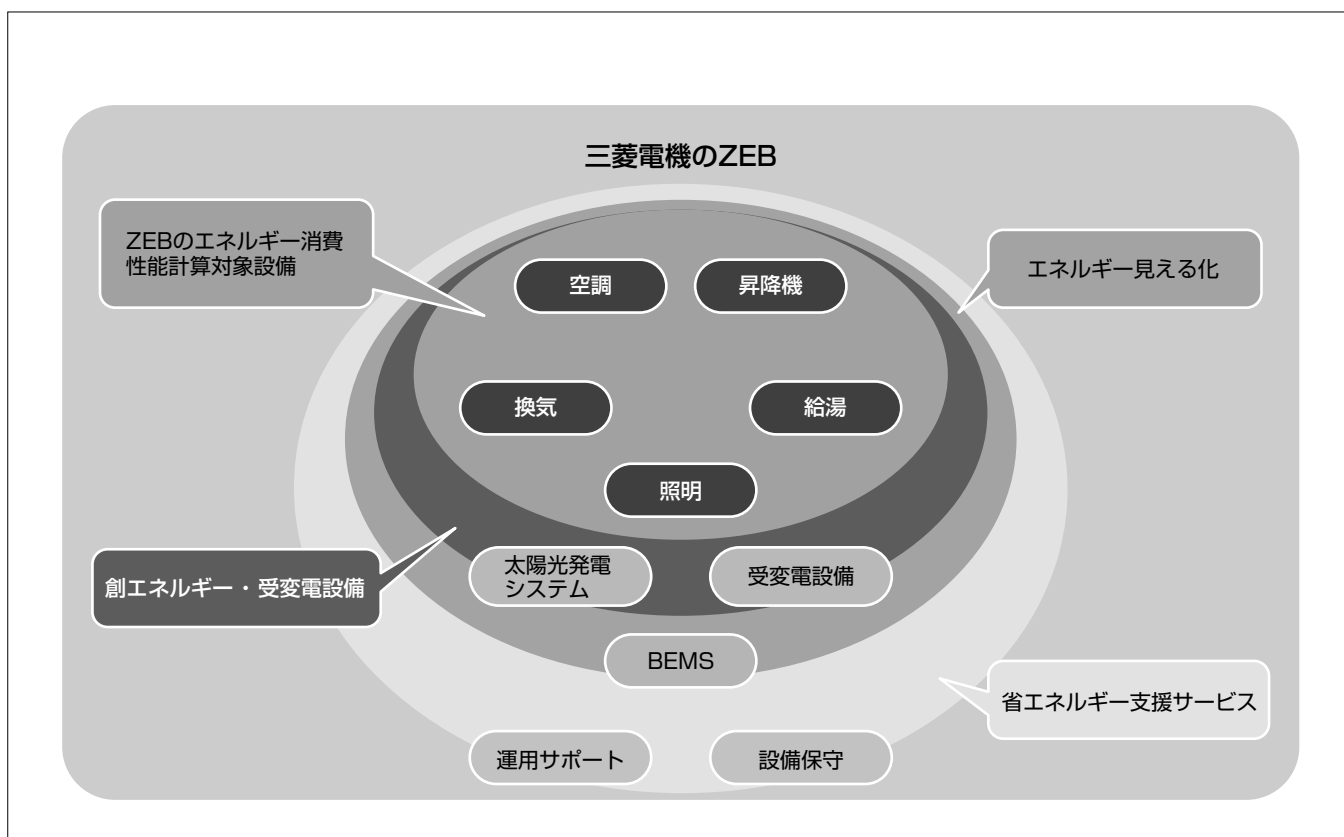 三菱電機のZEB
ZEBのエネルギー消費
性能計算対象設備
エネルギー見える化
空調
昇降機
換気
給湯
照明
創エネルギー・受変電設備
太陽光発電
システム
受変電設備
BEMS
省エネルギー支援サービス
運用サポート
設備保守